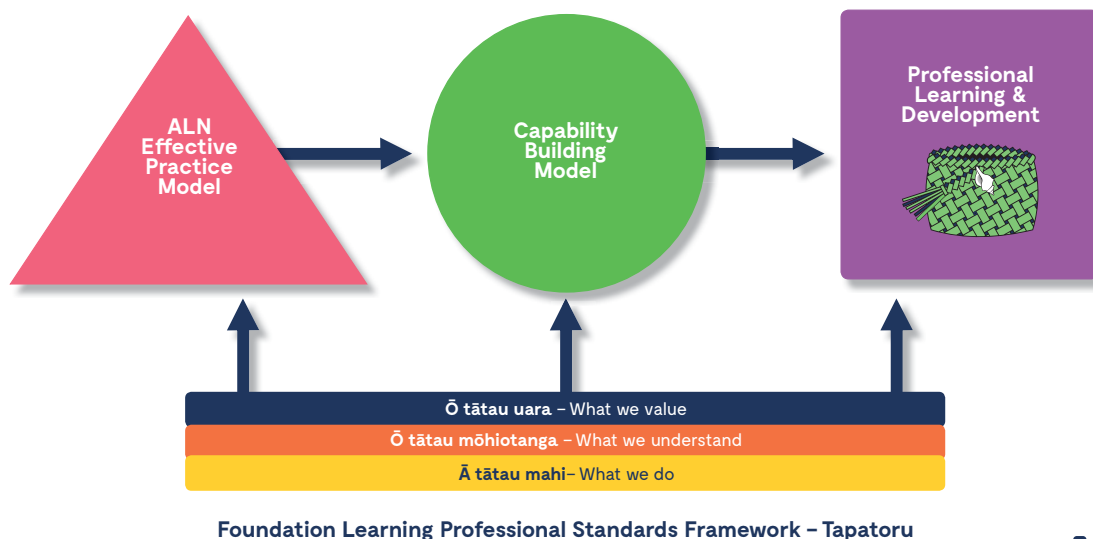 ALN
Effective
Practice
Model
Capability
Building
Model
Professional
Learning &
Development
Ō tātau uara – What we value
Ō tātau mōhiotanga – What we understand
Ā tātau mahi– What we do
Foundation Learning Professional Standards Framework – Tapatoru